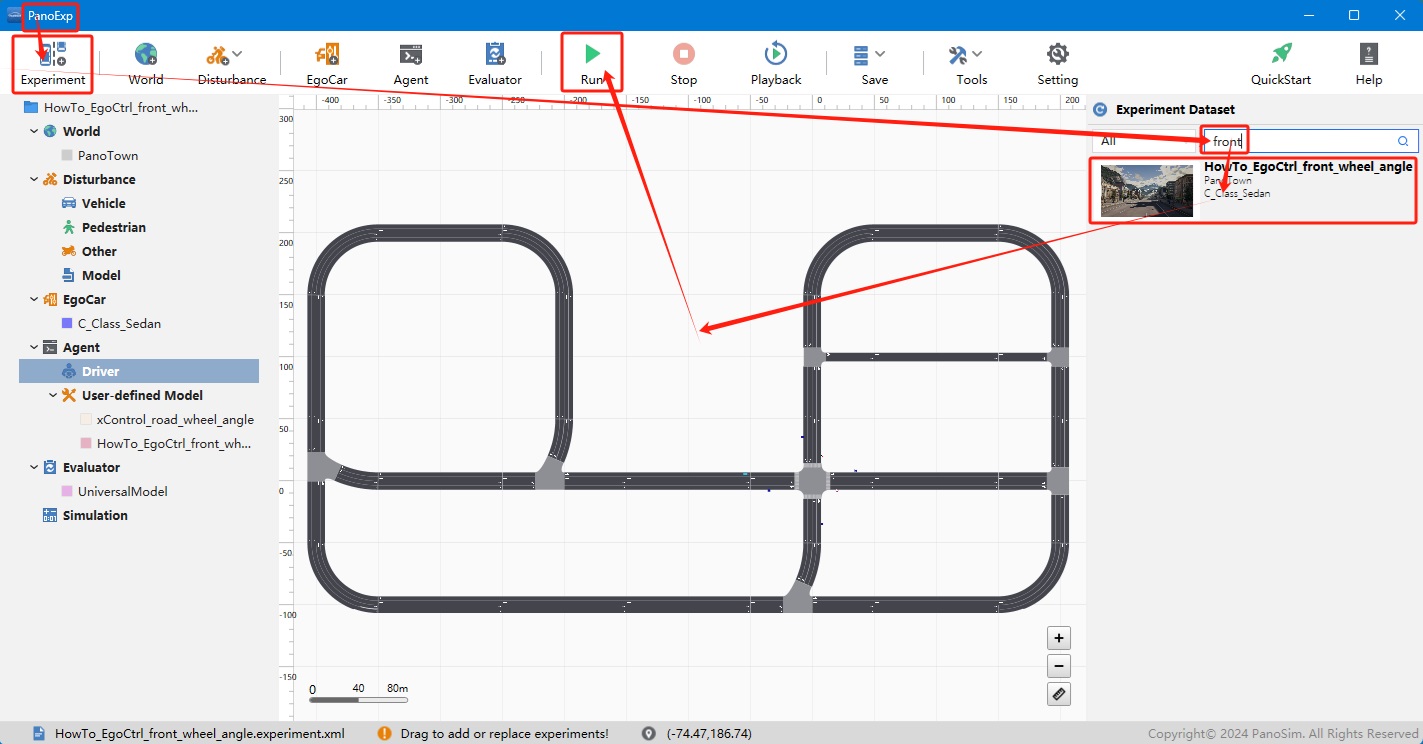 PanoExp
Experiment
World
Disturbance
EgoCar
Agent
Evaluator
Run
Stop
Playback
Save
Tools
Setting
QuickStart
Help
HowTo_EgoCtrl_front_wh...
World
PanoTown
Disturbance
Vehicle
Pedestrian
Other
Model
EgoCar
C_Class_Sedan
Agent
Driver
User-defined Model
xControl_road_wheel_angle
HowTo_EgoCtrl_front_wh...
Evaluator
UniversalModel
Simulation
-400 -350 -300 -250 -200 -150 -100 -50 0 50 100 150 200
300
250
200
150
100
50
0
-50
-100
-150
0 40 80m
Experiment Dataset
All
front
HowTo_EgoCtrl_front_wheel_angle
PanoTown
C_Class_Sedan
HowTo_EgoCtrl_front_wheel_angle.experiment.xml
Drag to add or replace experiments!
(-74.47,186.74)
Copyright© 2024 PanoSim. All Rights Reserved